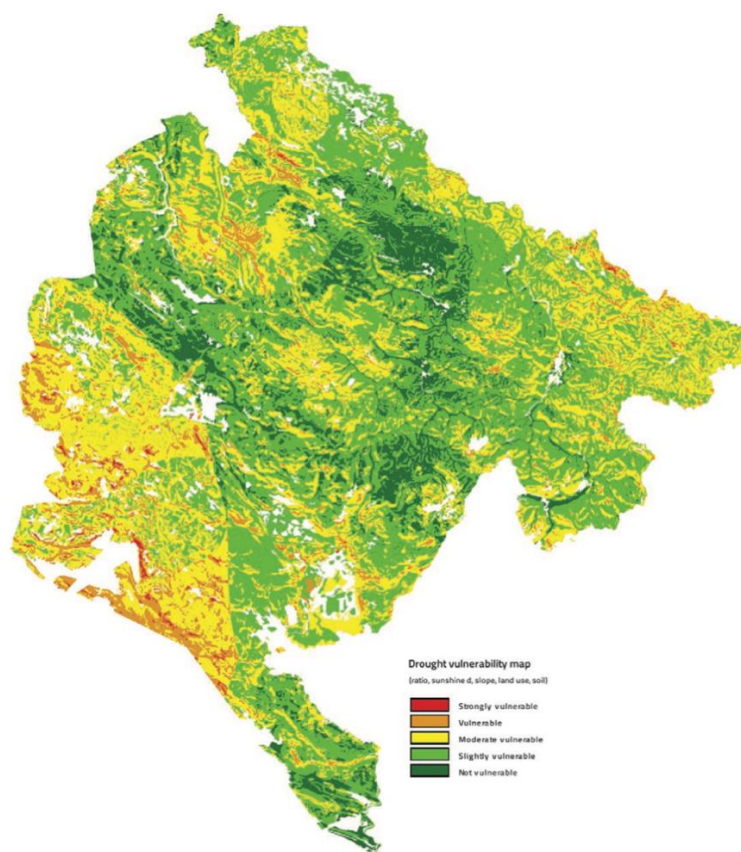 Drought vulnerability map
(ratio, sunshine d, slope, land use, soil)
Strongly vulnerable
Vulnerable
Moderate vulnerable
Slightly vulnerable
Not vulnerable